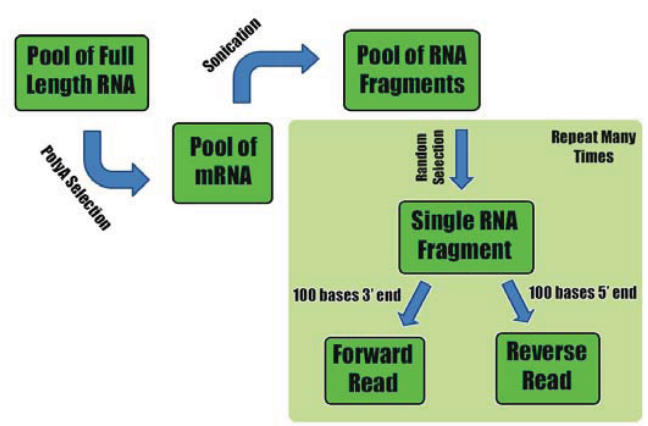 Pool of Full
Length RNA
PolyA Selection
Pool of
mRNA
Sonication
Pool of RNA
Fragments
Repeat Many
Times
Random
Selection
Single RNA
Fragment
100 bases 3' end
100 bases 5' end
Forward
Read
Reverse
Read